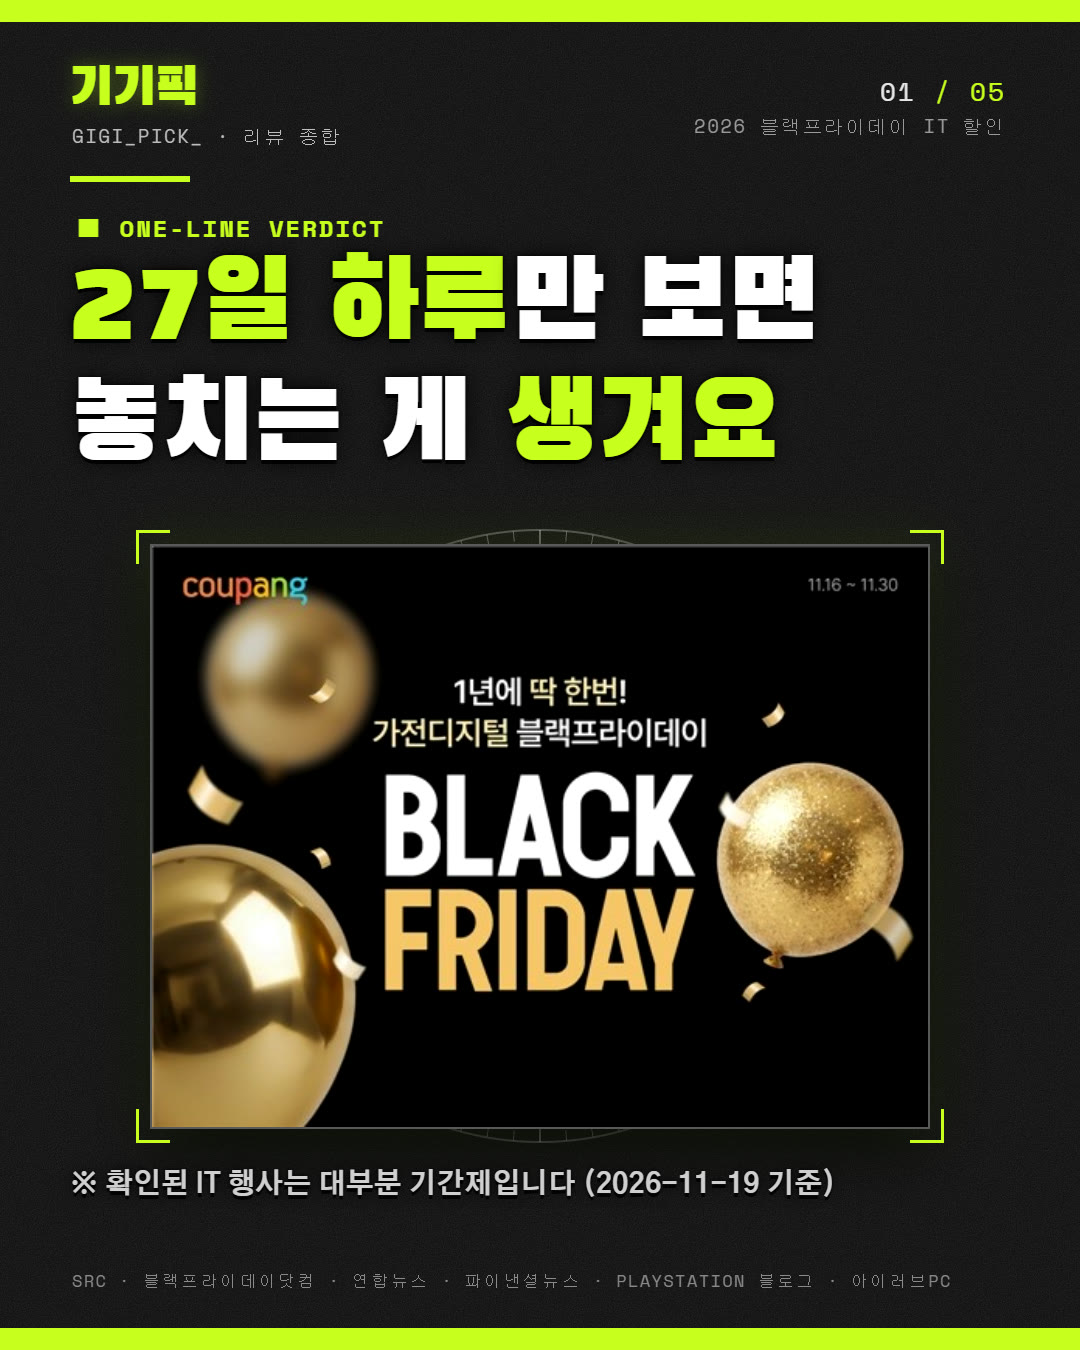 기기픽
GIGI_PICK_ · 리뷰 종합
01 / 05
2026 블랙프라이데이 IT 할인
■ ONE-LINE VERDICT
27일 하루만 보면
놓치는 게 생겨요
coupang
11.16 ~ 11.30
1년에 딱 한번!
가전디지털 블랙프라이데이
BLACK
FRIDAY
※ 확인된 IT 행사는 대부분 기간제입니다 (2026-11-19 기준)
SRC · 블랙프라이데이닷컴 · 연합뉴스 · 파이낸셜뉴스 · PLAYSTATION 블로그 · 아이러브PC